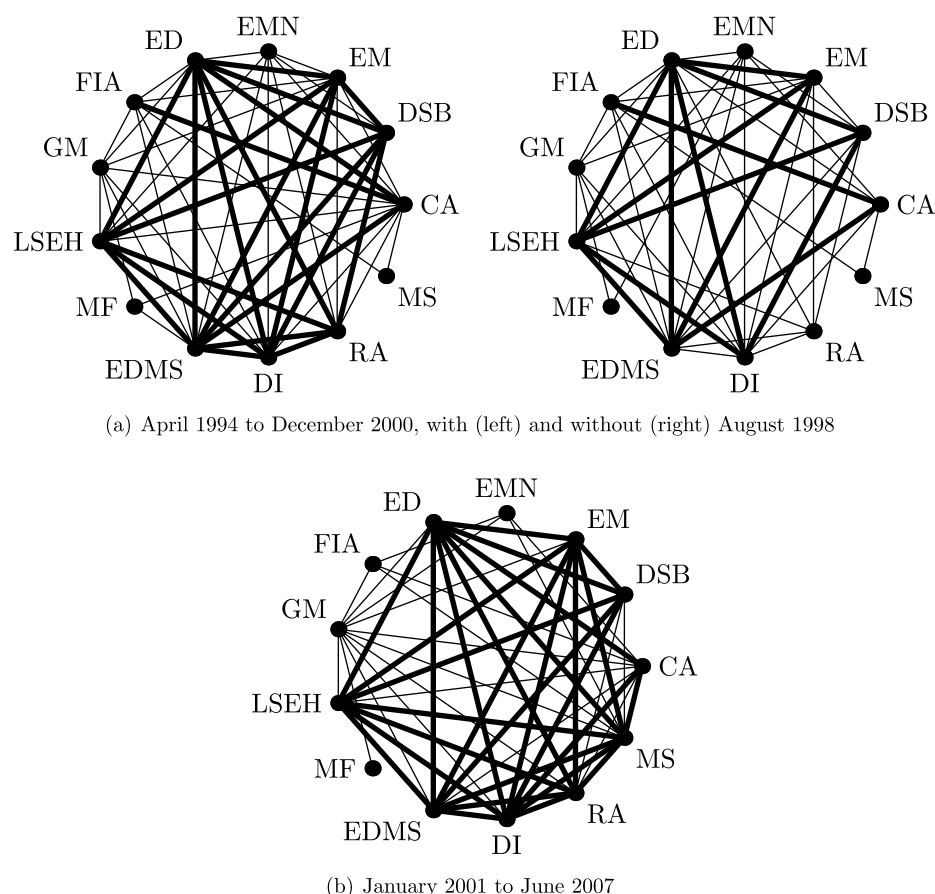 EMN EMN
ED EM ED EM
FIA DSB FIA DSB
GM GM
CA CA
LSEH LSEH
MF MS MF MS
EDMS RA EDMS RA
DI DI
(a) April 1994 to December 2000, with (left) and without (right) August 1998
EMN
ED EM
FIA DSB
GM
CA
LSEH
MF MS
EDMS RA
DI
(b) January 2001 to June 2007